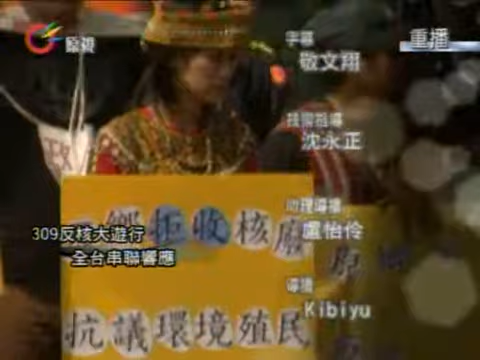 原視
重播
字幕
敬文翔
技術指導
沈永正
助理導播
盧怡伶
導播
Kibiyu
309反核大遊行
全台串聯響應
鄉拒收核廢
抗議環境殖民